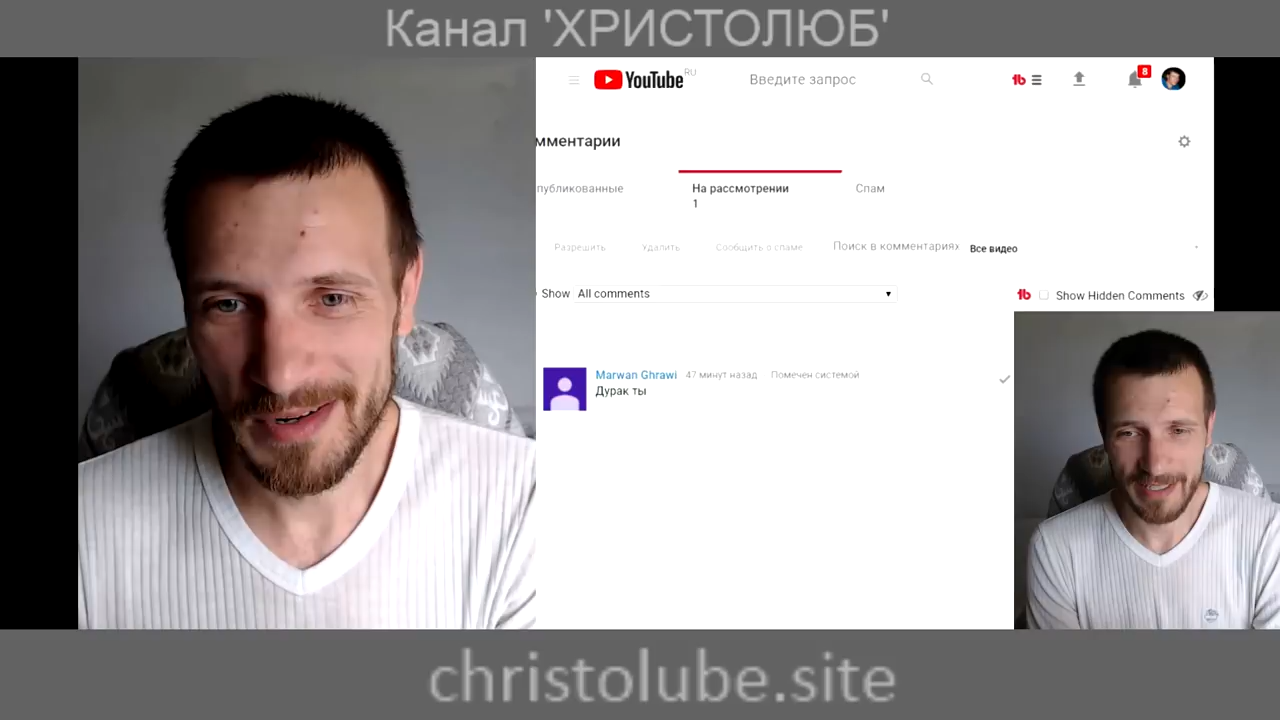 Канал 'ХРИСТОЛЮБ'
YouTube RU
Введите запрос
8
мментарии
публикованные
На рассмотрении
1
Спам
Разрешить
Удалить
Сообщить о спаме
Поиск в комментариях
Все видео
Show All comments
tb Show Hidden Comments
Marwan Ghrawi 47 минут назад Помечен системой
Дурак ты
christolube.site